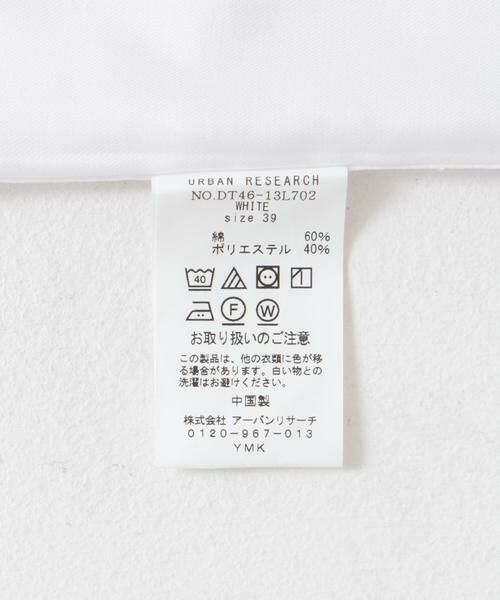 URBAN RESEARCH
NO.DT46-13L702
WHITE
size 39
綿 60%
ポリエステル 40%
40
F W
お取り扱いのご注意
この製品は、他の衣類に色が移
る場合があります。白い物との
洗濯はお避けください。
中国製
株式会社 アーバンリサーチ
0120-967-013
YMK